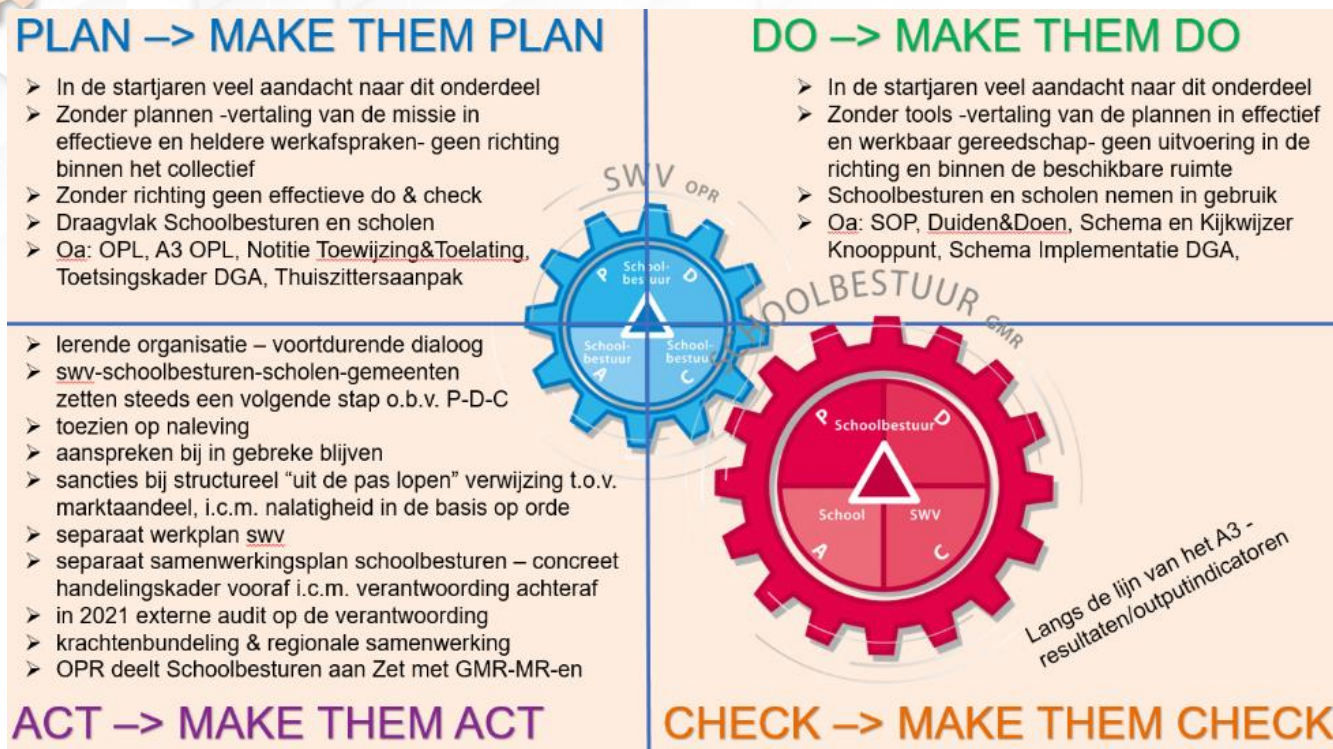 PLAN –> MAKE THEM PLAN
➢ In de startjaren veel aandacht naar dit onderdeel
➢ Zonder plannen -vertaling van de missie in
effectieve en heldere werkafspraken- geen richting
binnen het collectief
➢ Zonder richting geen effectieve do & check
➢ Draagvlak Schoolbesturen en scholen
➢ Oa: OPL, A3 OPL, Notitie Toewijzing&Toelating,
Toetsingskader DGA, Thuiszittersaanpak
DO –> MAKE THEM DO
➢ In de startjaren veel aandacht naar dit onderdeel
➢ Zonder tools -vertaling van de plannen in effectief
en werkbaar gereedschap- geen uitvoering in de
richting en binnen de beschikbare ruimte
➢ Schoolbesturen en scholen nemen in gebruik
➢ Oa: SOP, Duiden&Doen, Schema en Kijkwijzer
Knooppunt, Schema Implementatie DGA,
SWV OPR
P
D
School-
bestuur
School-
bestuur
School-
bestuur
A
C
SCHOOLBESTUUR GMR
P
D
Schoolbestuur
School
SWV
A
C
➢ lerende organisatie – voortdurende dialoog
➢ swv-schoolbesturen-scholen-gemeenten
zetten steeds een volgende stap o.b.v. P-D-C
➢ toezien op naleving
➢ aanspreken bij in gebreke blijven
➢ sancties bij structureel “uit de pas lopen” verwijzing t.o.v.
marktaandeel, i.c.m. nalatigheid in de basis op orde
➢ separaat werkplan swv
➢ separaat samenwerkingsplan schoolbesturen – concreet
handelingskader vooraf i.c.m. verantwoording achteraf
➢ in 2021 externe audit op de verantwoording
➢ krachtenbundeling & regionale samenwerking
➢ OPR deelt Schoolbesturen aan Zet met GMR-MR-en
ACT –> MAKE THEM ACT
Langs de lijn van het A3 -
resultaten/outputindicatoren
CHECK –> MAKE THEM CHECK